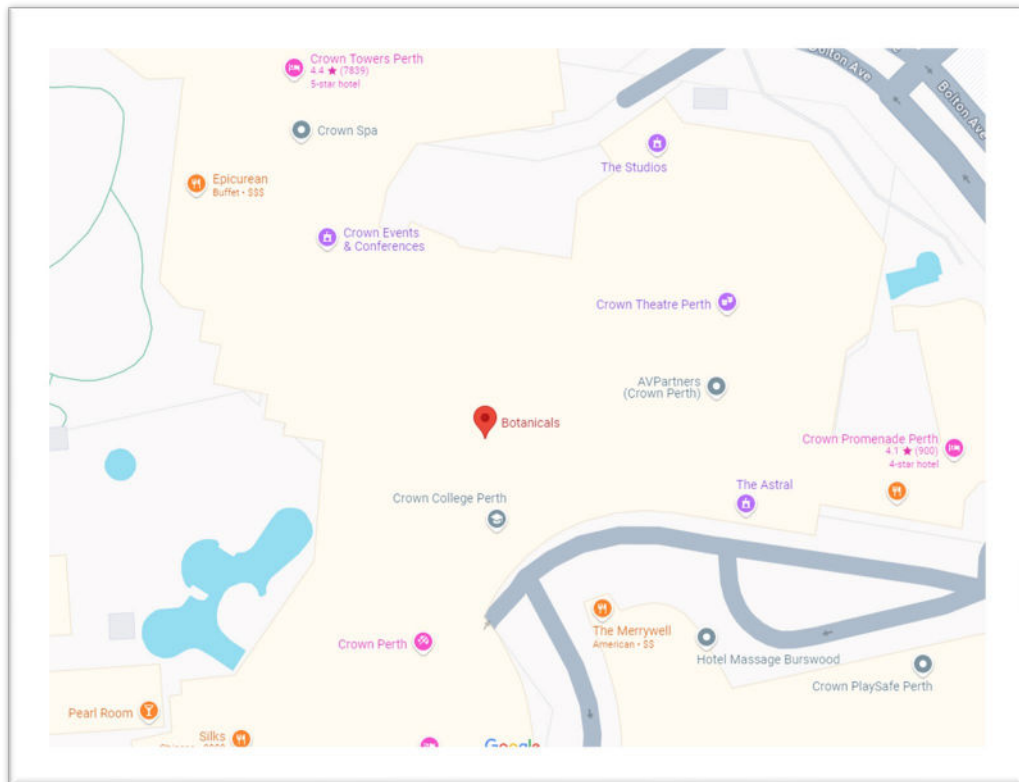 Crown Towers Perth
4.4 ★ (7839)
5-star hotel
Bolton Ave
Bolton Ave
Crown Spa
The Studios
Epicurean
Buffet • $$$
Crown Events
& Conferences
Crown Theatre Perth
AVPartners
(Crown Perth)
Botanicals
Crown Promenade Perth
4.1 ★ (900)
4-star hotel
The Astral
Crown College Perth
The Merrywell
American • $$
Crown Perth
Hotel Massage Burswood
Crown PlaySafe Perth
Pearl Room
Silks
Google